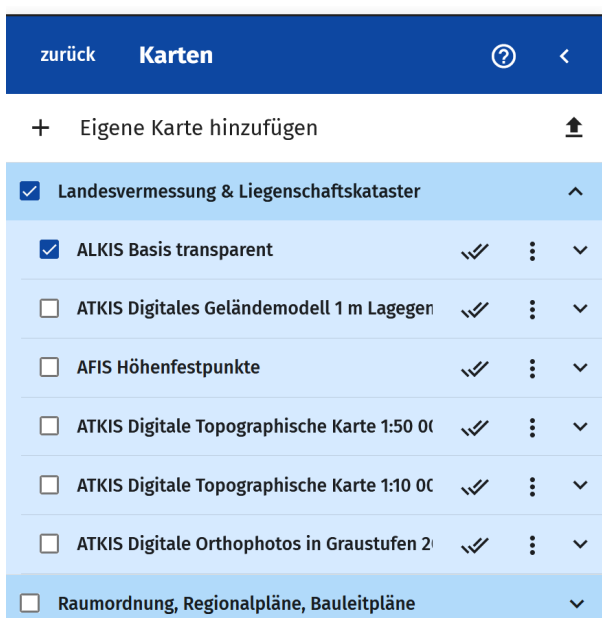 zurück Karten
Eigene Karte hinzufügen
Landesvermessung & Liegenschaftskataster
ALKIS Basis transparent
ATKIS Digitales Geländemodell 1 m Lagegen
AFIS Höhenfestpunkte
ATKIS Digitale Topographische Karte 1:50 00
ATKIS Digitale Topographische Karte 1:10 00
ATKIS Digitale Orthophotos in Graustufen 2
Raumordnung, Regionalpläne, Bauleitpläne